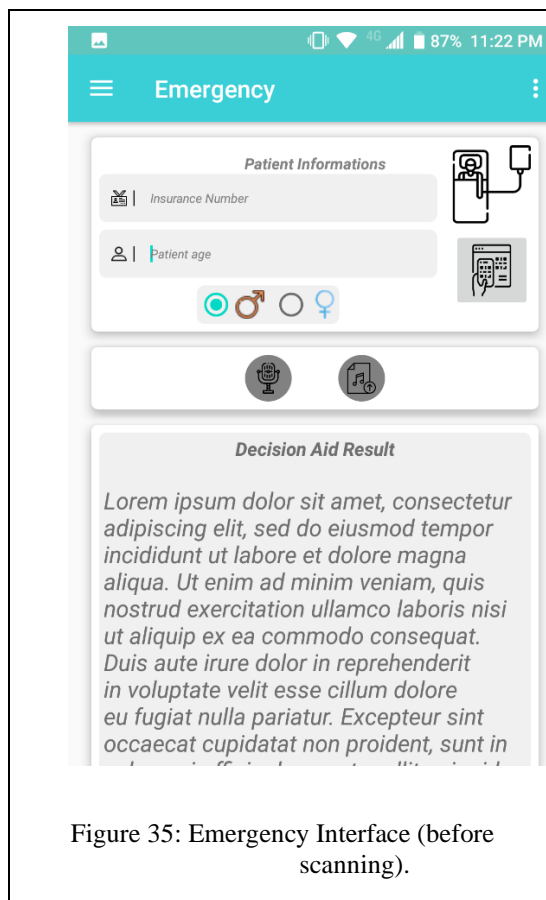 4G 87% 11:22 PM
Emergency
Patient Informations
Insurance Number
Patient age
Decision Aid Result
Lorem ipsum dolor sit amet, consectetur
adipiscing elit, sed do eiusmod tempor
incididunt ut labore et dolore magna
aliqua. Ut enim ad minim veniam, quis
nostrud exercitation ullamco laboris nisi
ut aliquip ex ea commodo consequat.
Duis aute irure dolor in reprehenderit
in voluptate velit esse cillum dolore
eu fugiat nulla pariatur. Excepteur sint
occaecat cupidatat non proident, sunt in
Figure 35: Emergency Interface (before
scanning).